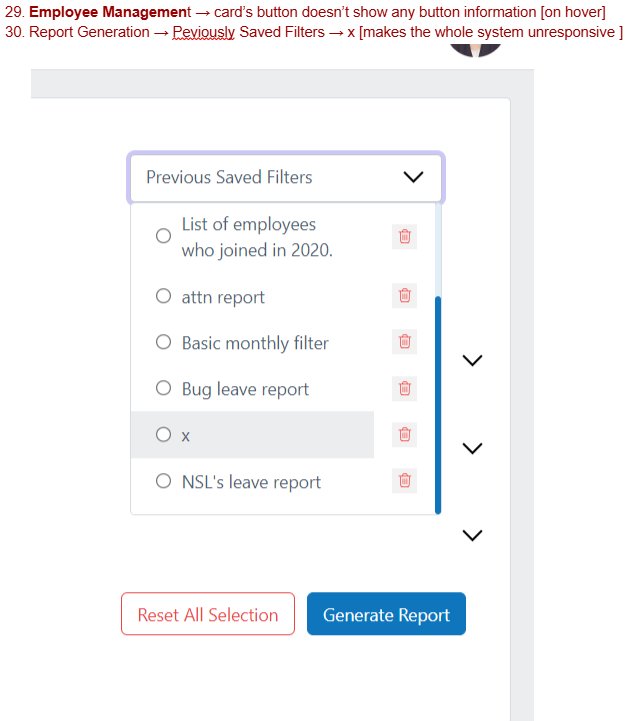 29. Employee Management → card's button doesn't show any button information [on hover]
30. Report Generation → Peviously Saved Filters → x [makes the whole system unresponsive ]
Previous Saved Filters
List of employees
who joined in 2020.
attn report
Basic monthly filter
Bug leave report
x
NSL's leave report
Reset All Selection
Generate Report